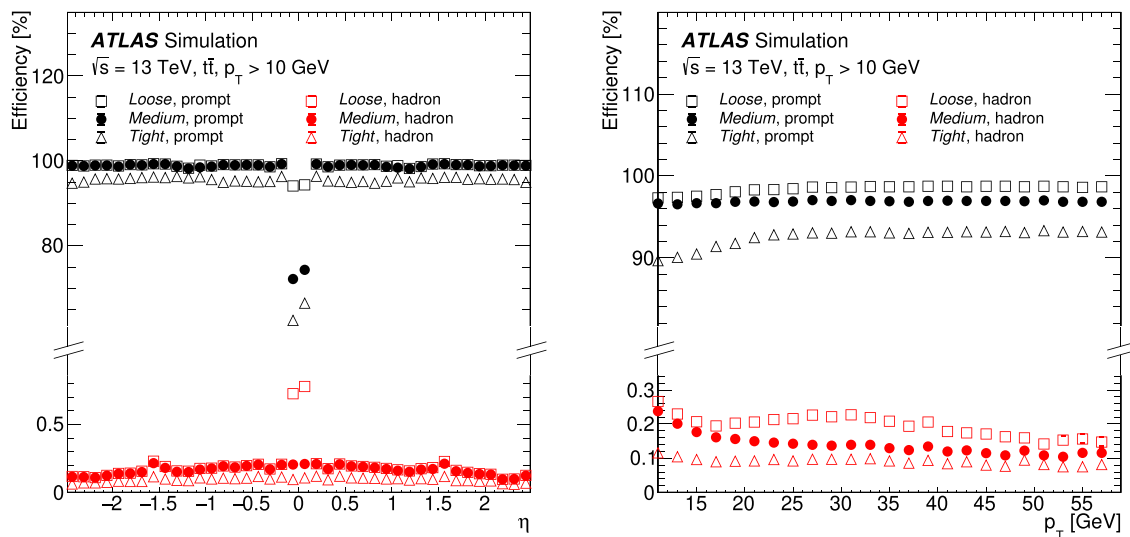 Efficiency [%]
ATLAS Simulation
√s = 13 TeV, tt̅, p_T > 10 GeV
Loose, prompt Loose, hadron
Medium, prompt Medium, hadron
Tight, prompt Tight, hadron
120
100
80
0.5
0
−2 −1.5 −1 −0.5 0 0.5 1 1.5 2
η
Efficiency [%]
ATLAS Simulation
√s = 13 TeV, tt̅, p_T > 10 GeV
Loose, prompt Loose, hadron
Medium, prompt Medium, hadron
Tight, prompt Tight, hadron
110
100
90
0.3
0.2
0.1
0
15 20 25 30 35 40 45 50 55
p_T [GeV]